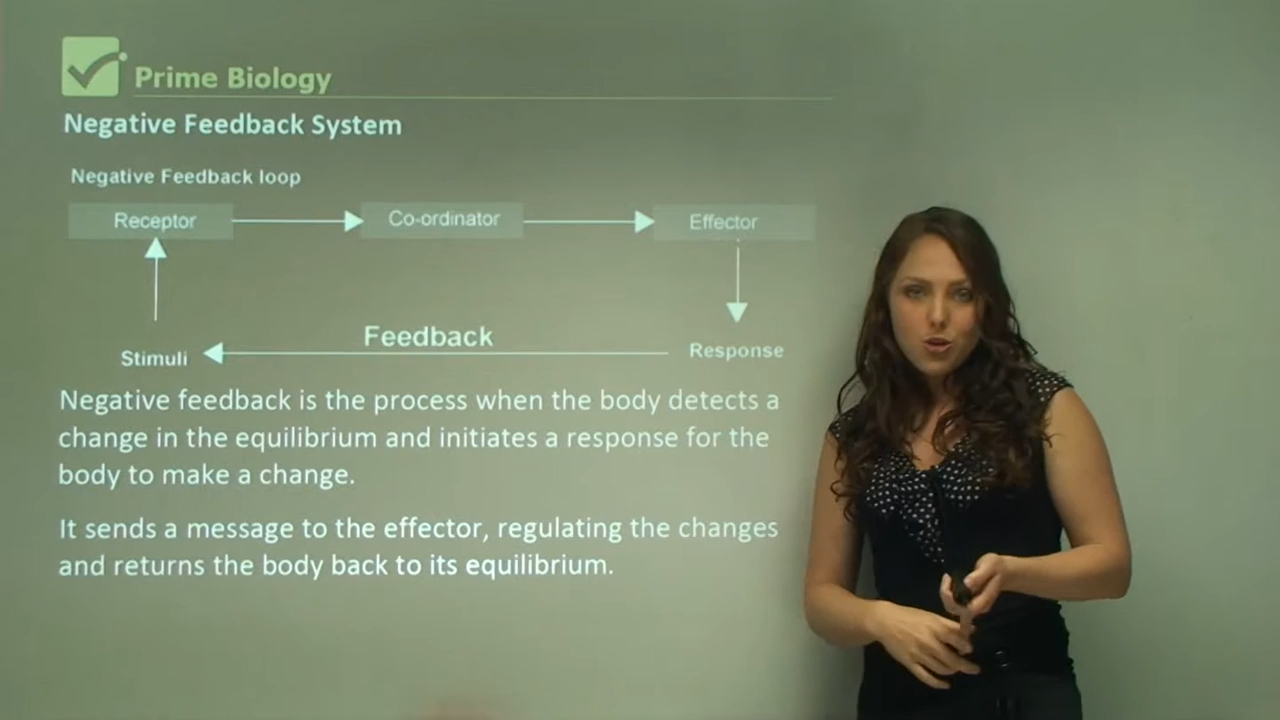 Prime Biology
Negative Feedback System
Negative Feedback loop
Receptor Co-ordinator Effector
Feedback
Stimuli Response
Negative feedback is the process when the body detects a
change in the equilibrium and initiates a response for the
body to make a change.
It sends a message to the effector, regulating the changes
and returns the body back to its equilibrium.